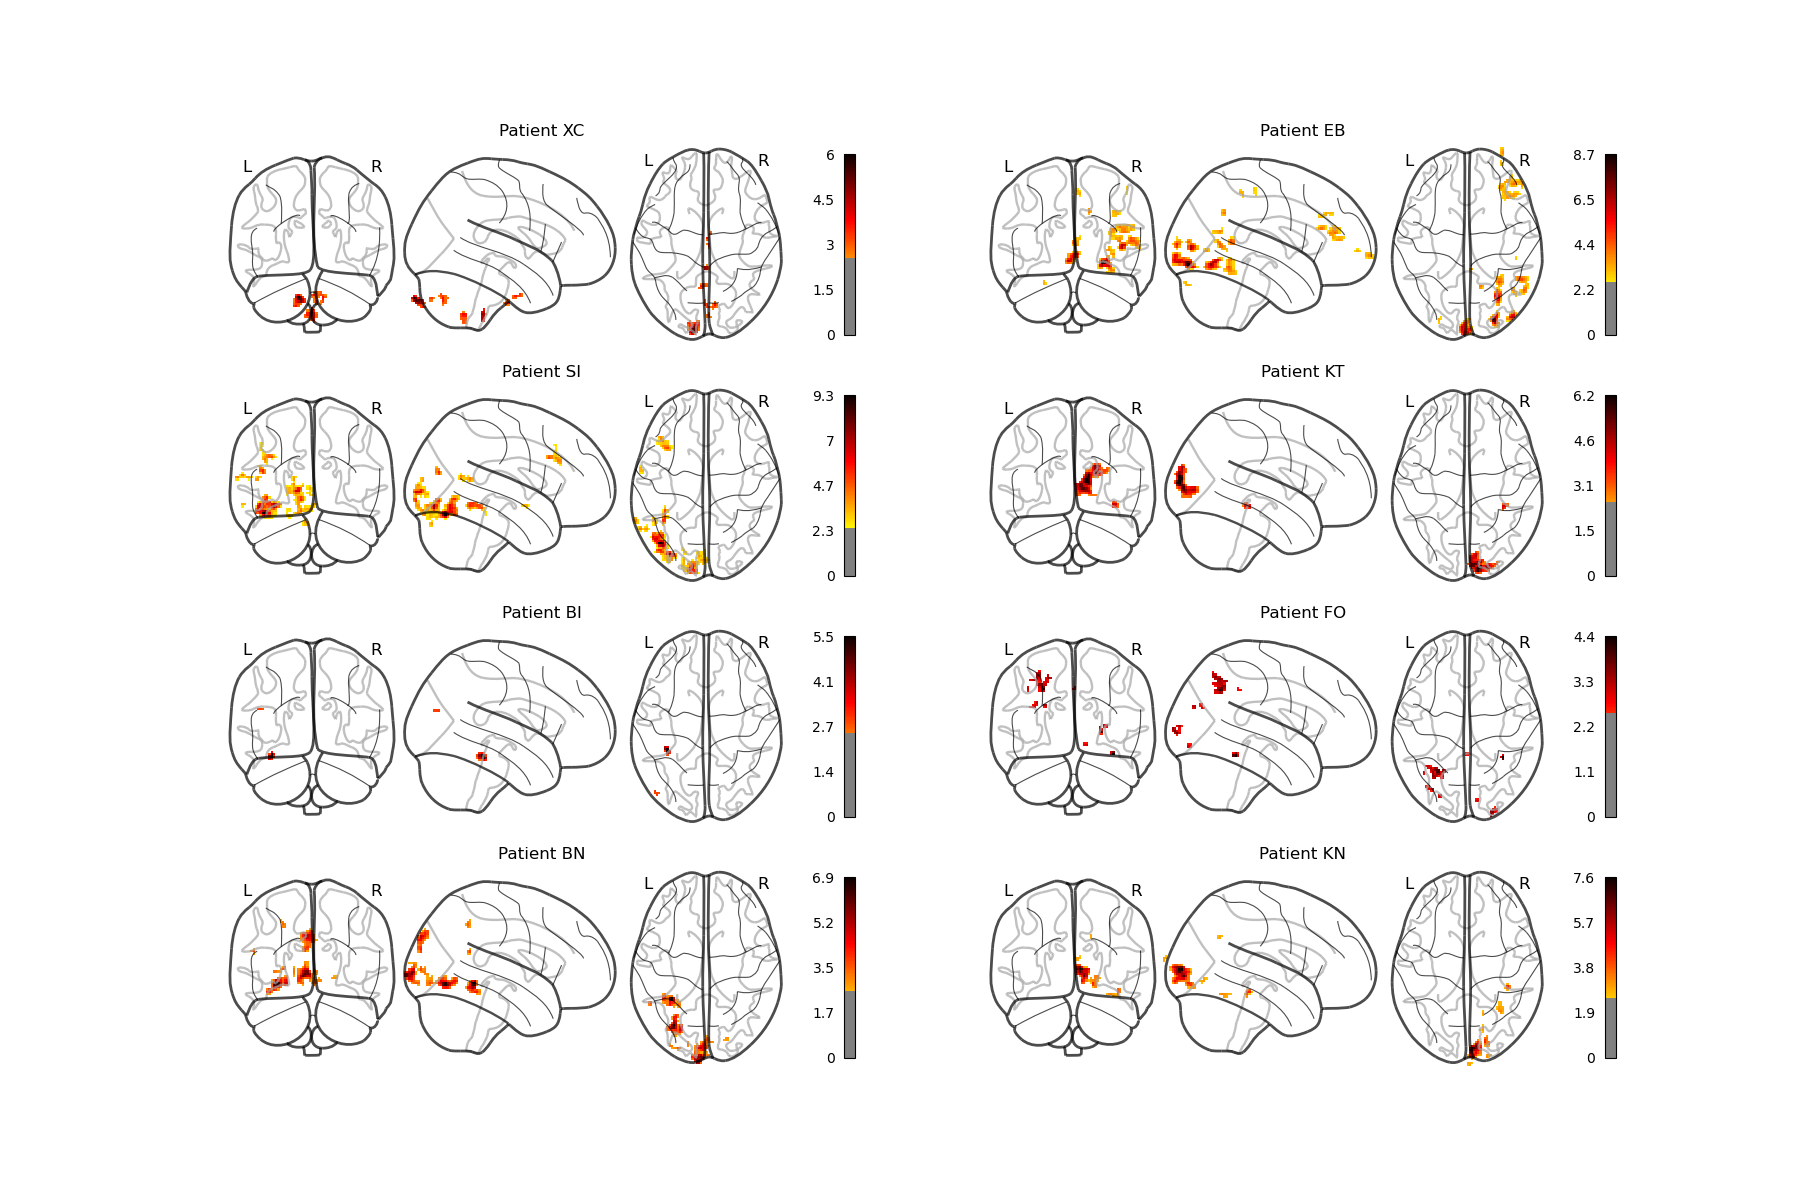 Patient XC
L R L R
6
4.5
3
1.5
0
Patient EB
L R L R
8.7
6.5
4.4
2.2
0
Patient SI
L R L R
9.3
7
4.7
2.3
0
Patient KT
L R L R
6.2
4.6
3.1
1.5
0
Patient BI
L R L R
5.5
4.1
2.7
1.4
0
Patient FO
L R L R
4.4
3.3
2.2
1.1
0
Patient BN
L R L R
6.9
5.2
3.5
1.7
0
Patient KN
L R L R
7.6
5.7
3.8
1.9
0